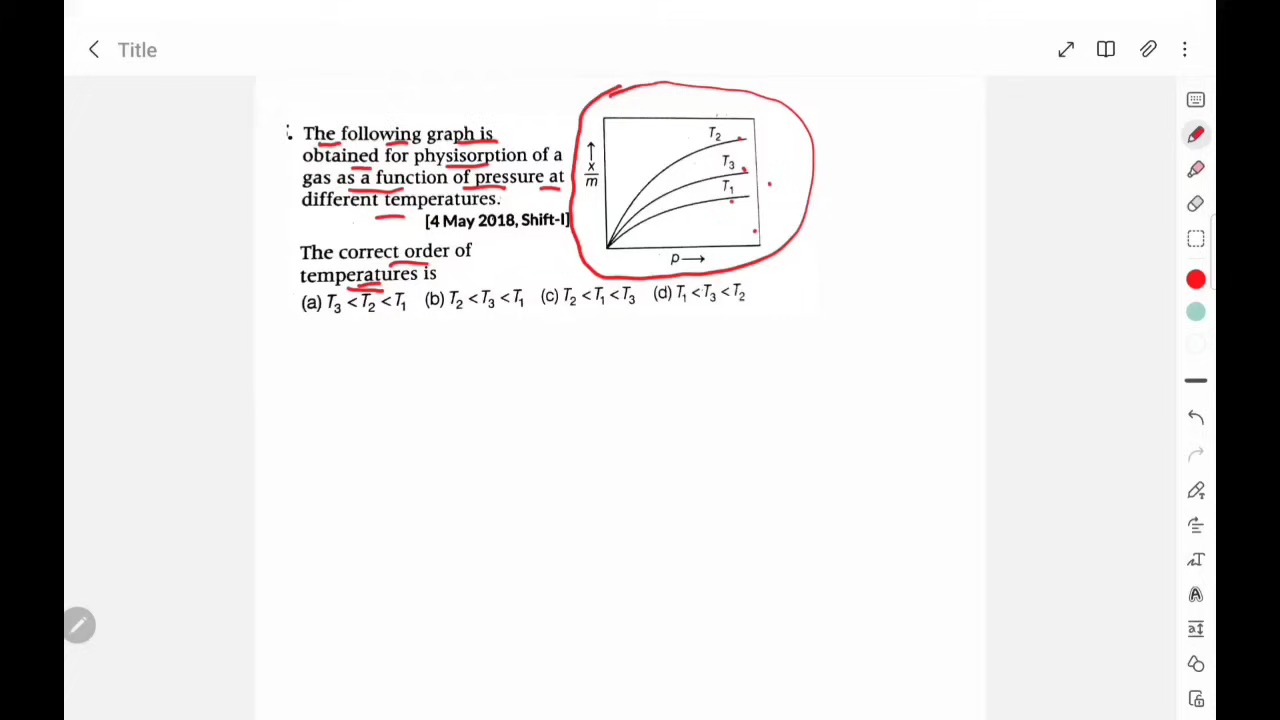 Title
. The following graph is
obtained for physisorption of a
gas as a function of pressure at
different temperatures.
[4 May 2018, Shift-I]
The correct order of
temperatures is
(a) T₃ < T₂ < T₁ (b) T₂ < T₃ < T₁ (c) T₂ < T₁ < T₃ (d) T₁ < T₃ < T₂
↑
x
m
T₂
T₃
T₁
p→